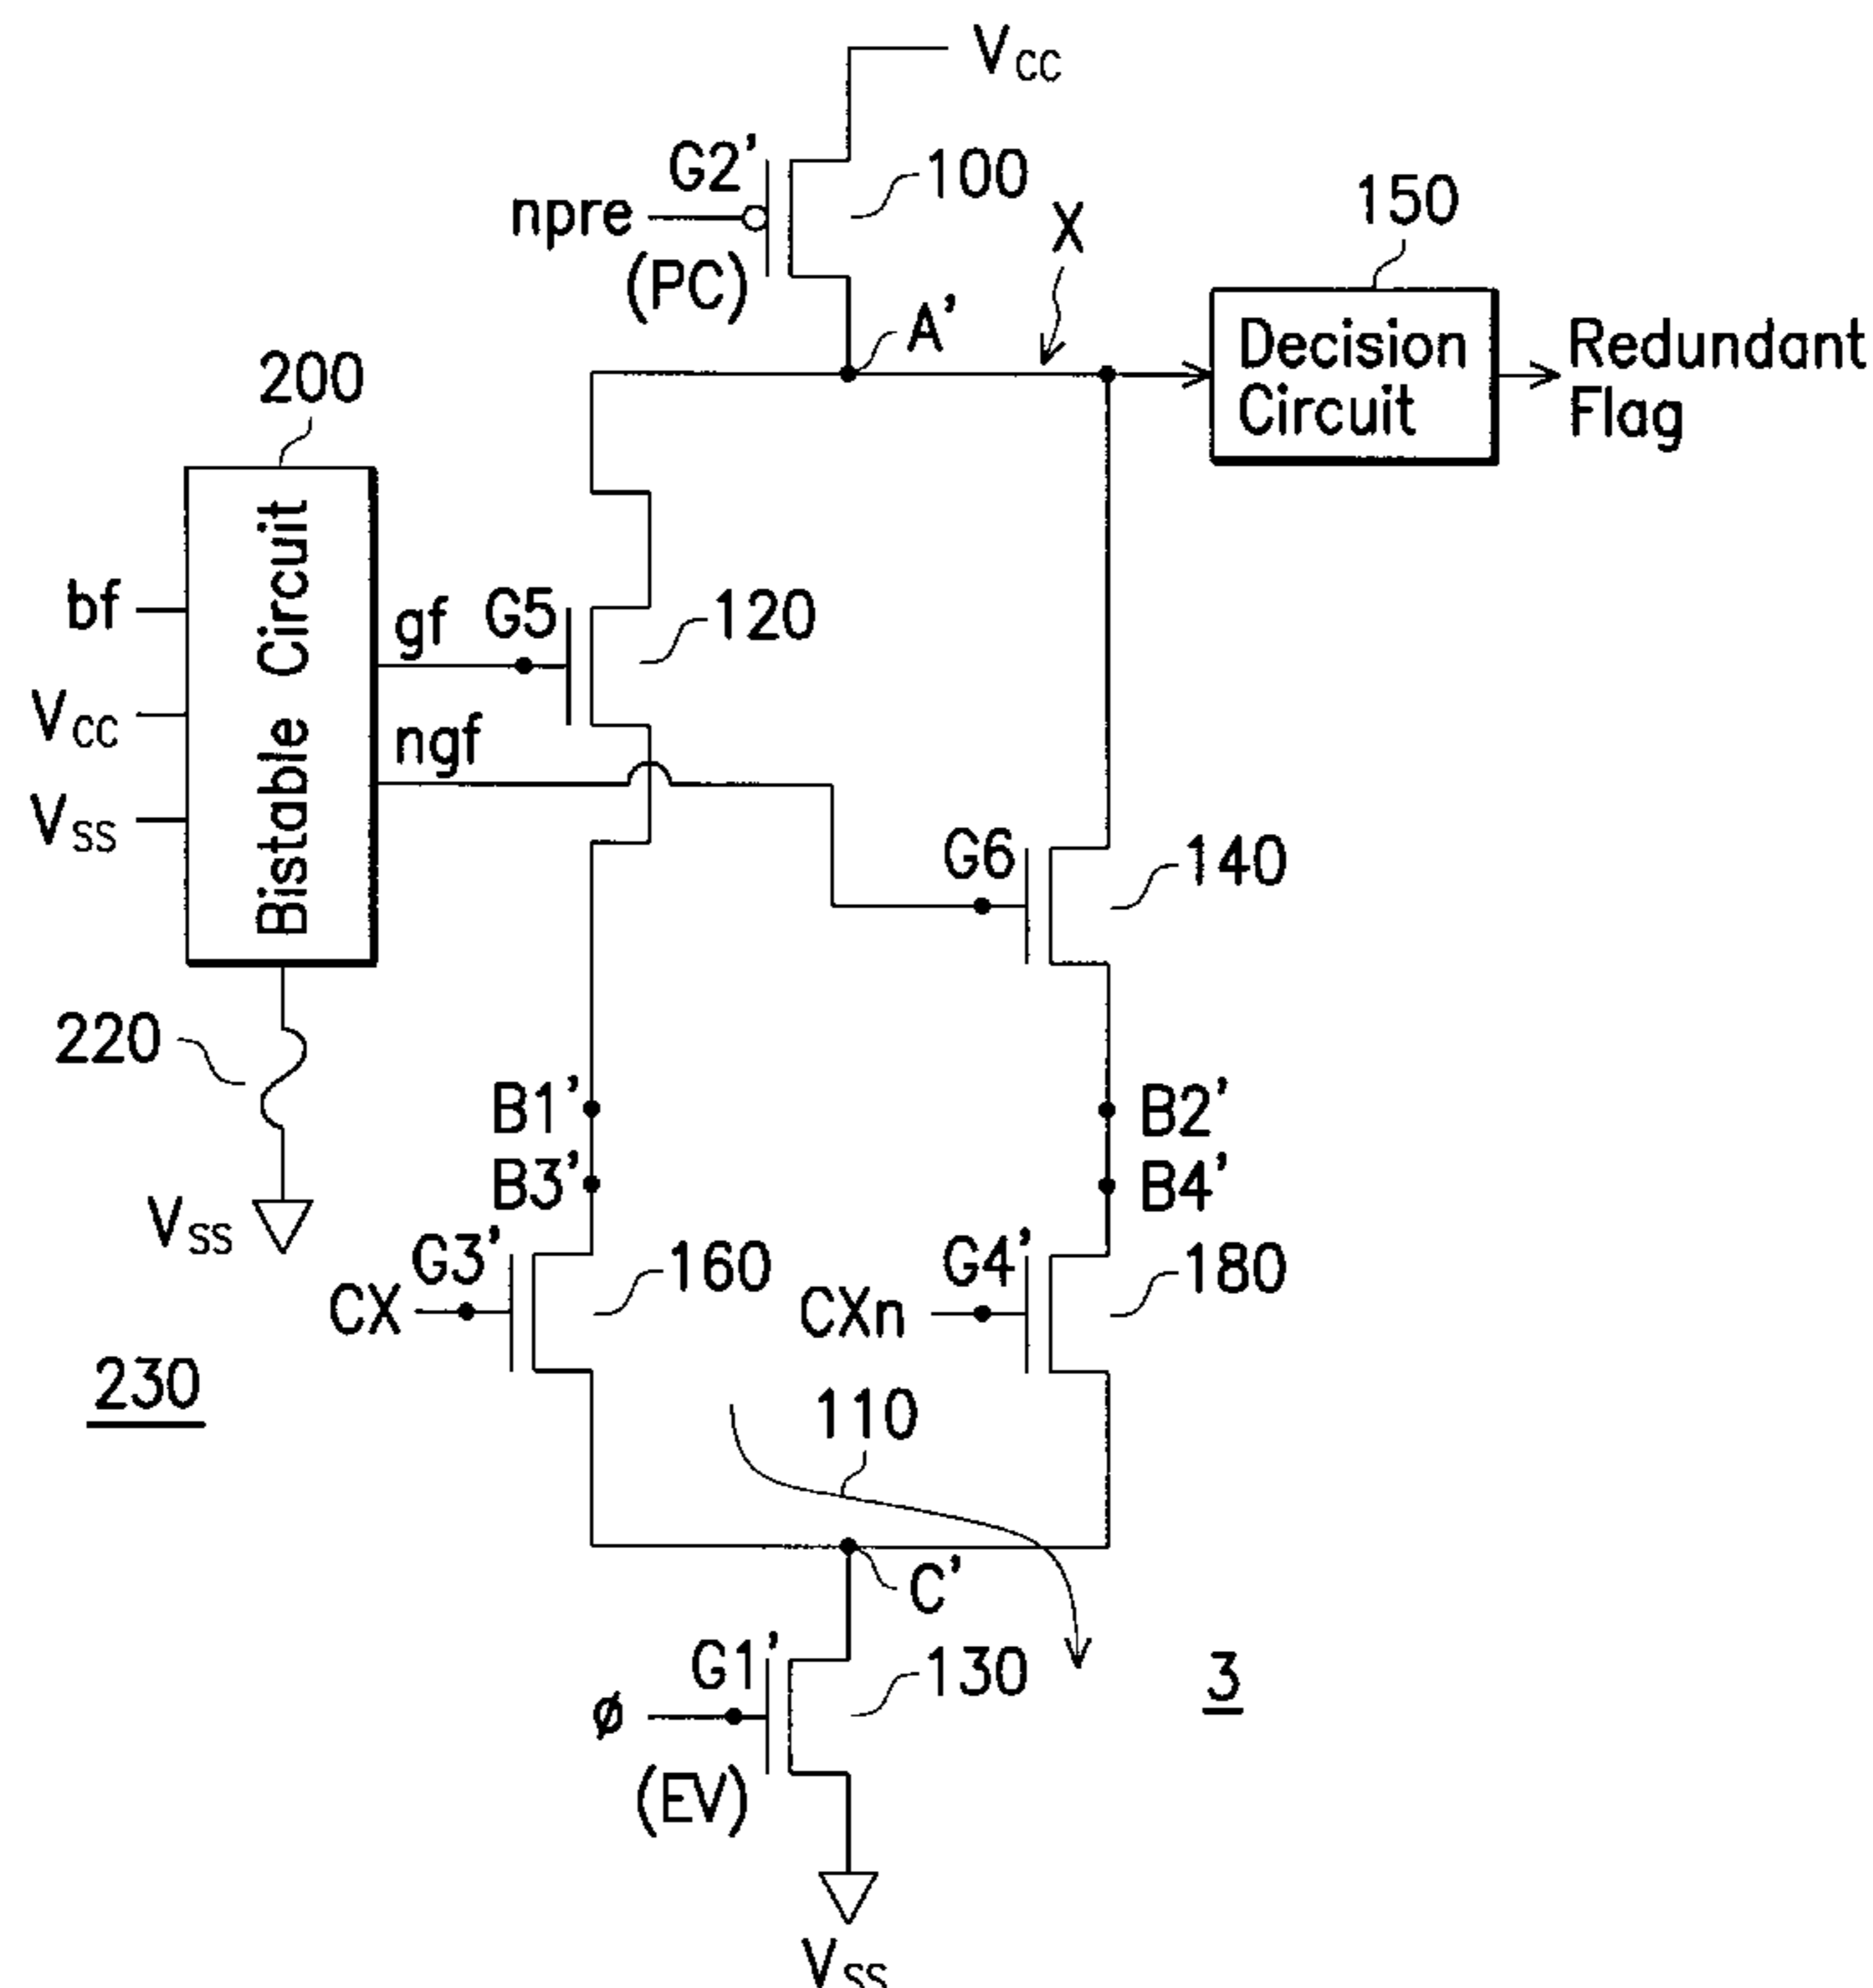 VCC
G2'
100
npre
(PC)
X
150
A'
Decision
Circuit
Redundant
Flag
200
Bistable Circuit
bf
VCC
VSS
gf
G5
120
ngf
G6
140
220
VSS
B1'
B3'
B2'
B4'
CX
G3'
160
CXn
G4'
180
230
110
C'
G1'
130
ø
(EV)
3
VSS